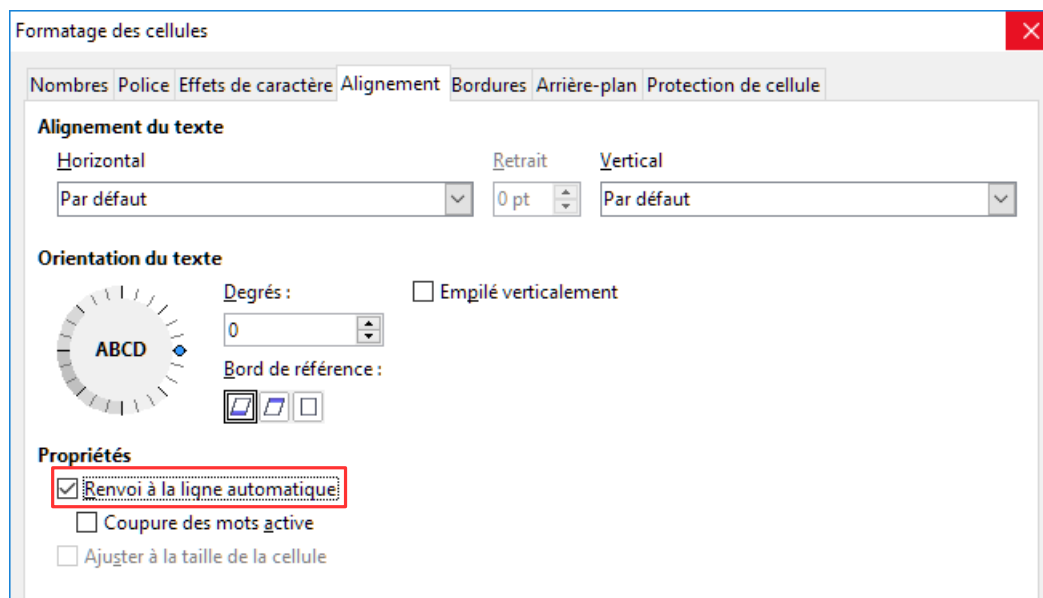 Formatage des cellules
Nombres Police Effets de caractère Alignement Bordures Arrière-plan Protection de cellule
Alignement du texte
Horizontal Retrait Vertical
Par défaut 0 pt Par défaut
Orientation du texte
Degrés : Empilé verticalement
0
ABCD
Bord de référence :
Propriétés
Renvoi à la ligne automatique
Coupure des mots active
Ajuster à la taille de la cellule